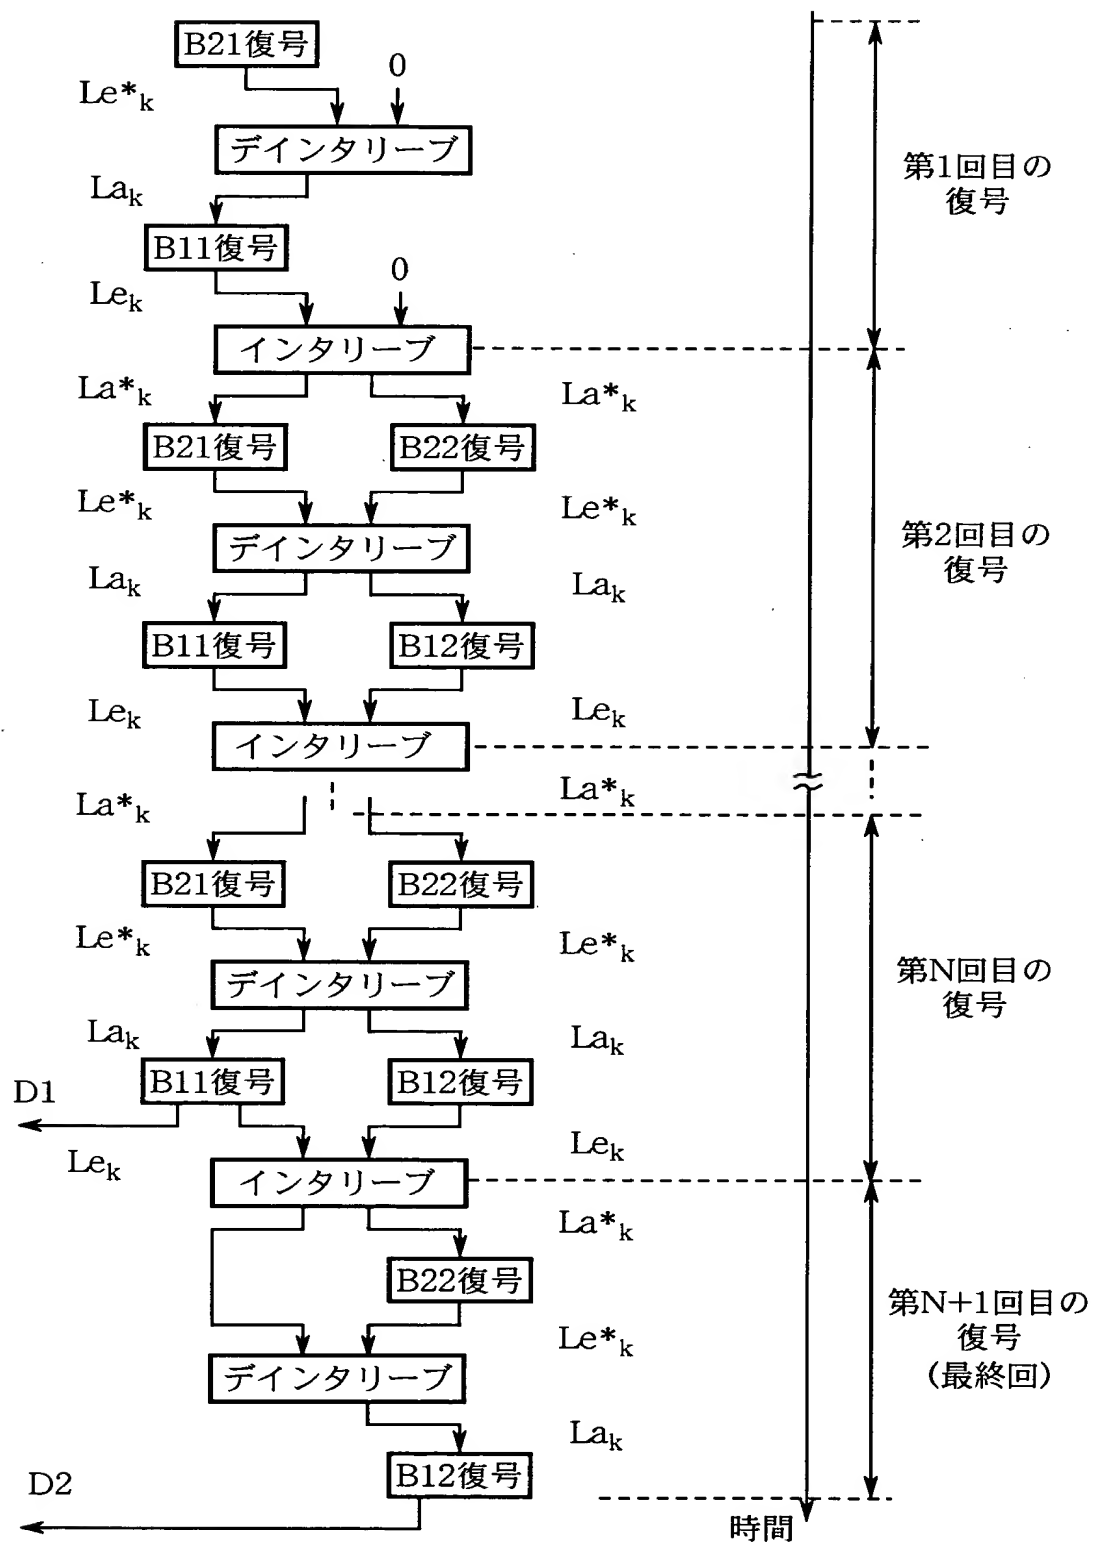 B21復号
0
Le*k
デインタリーブ
Lak
第1回目の
復号
B11復号
0
Lek
インタリーブ
La*k
La*k
B21復号
B22復号
Le*k
Le*k
デインタリーブ
第2回目の
復号
Lak
Lak
B11復号
B12復号
Lek
Lek
インタリーブ
La*k
La*k
B21復号
B22復号
Le*k
Le*k
デインタリーブ
第N回目の
復号
Lak
Lak
B11復号
B12復号
D1
Lek
Lek
インタリーブ
La*k
B22復号
第N+1回目の
復号
(最終回)
Le*k
デインタリーブ
Lak
B12復号
D2
時間